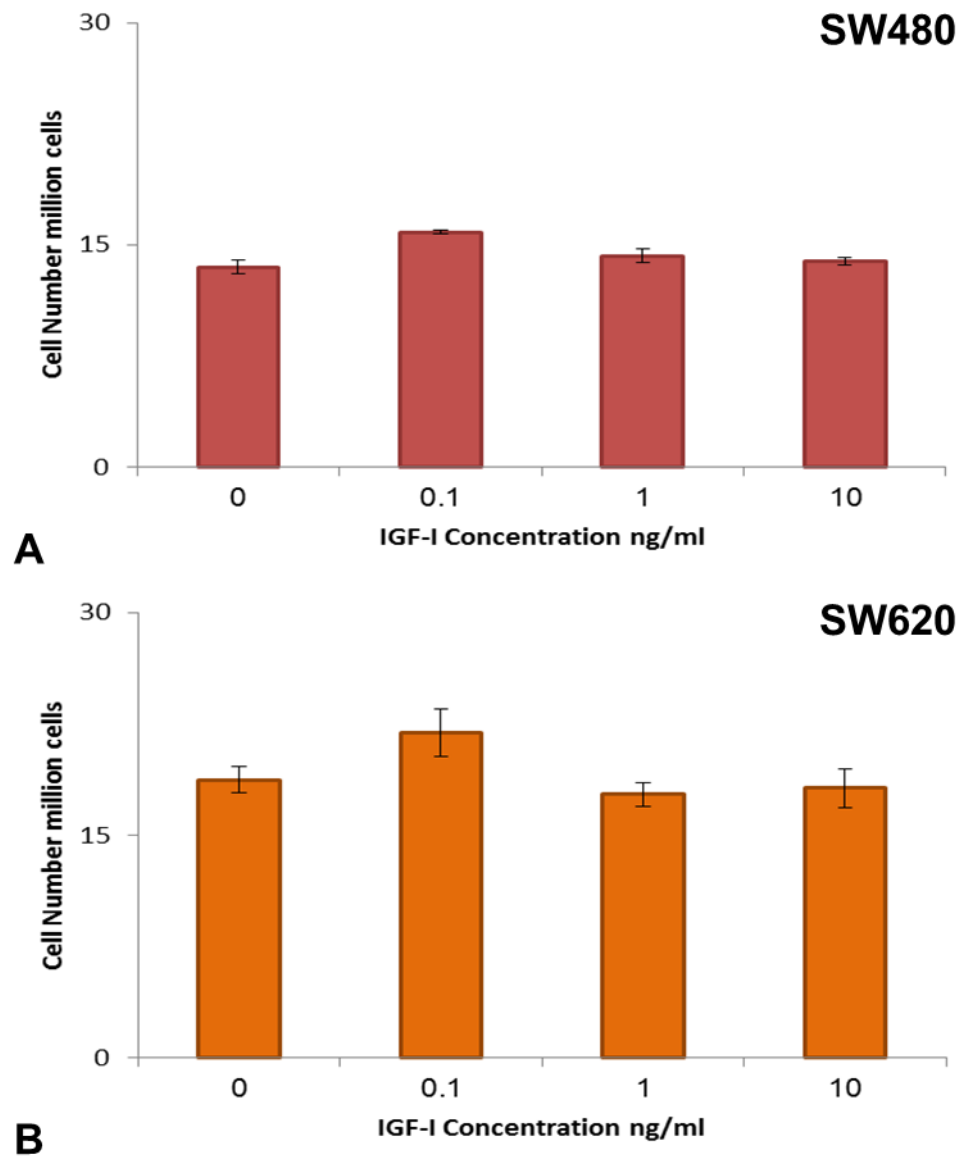 SW480
30
15
0
Cell Number million cells
0 0.1 1 10
IGF-I Concentration ng/ml
A
SW620
30
15
0
Cell Number million cells
0 0.1 1 10
IGF-I Concentration ng/ml
B